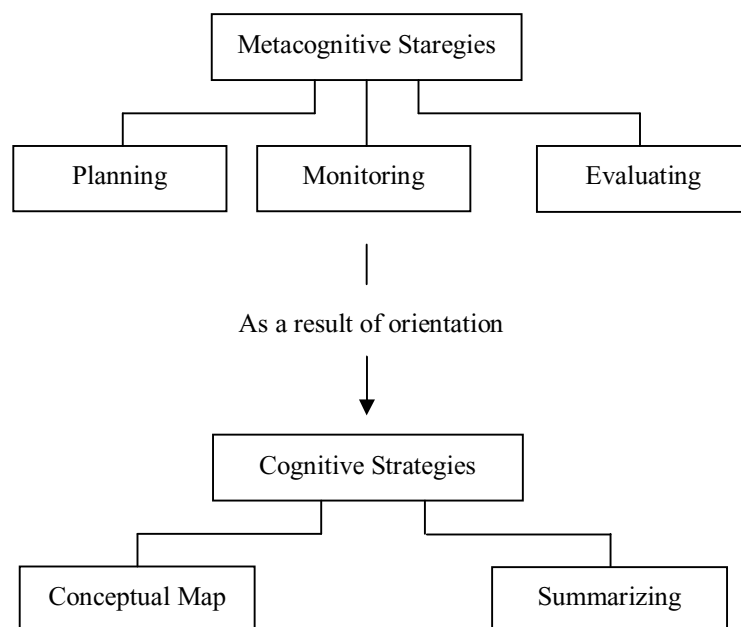 Metacognitive Staregies
Planning
Monitoring
Evaluating
As a result of orientation
Cognitive Strategies
Conceptual Map
Summarizing